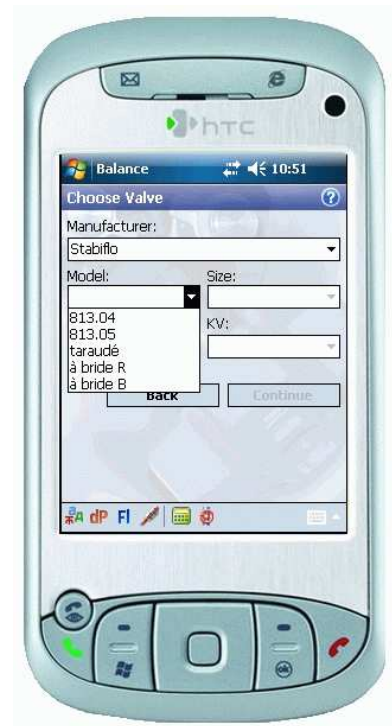 hTC
Balance 10:51
Choose Valve
Manufacturer:
Stabiflo
Model: Size:
813.04
813.05
taraudé
à bride R
à bride B
KV:
Back Continue
dP Fl
ok